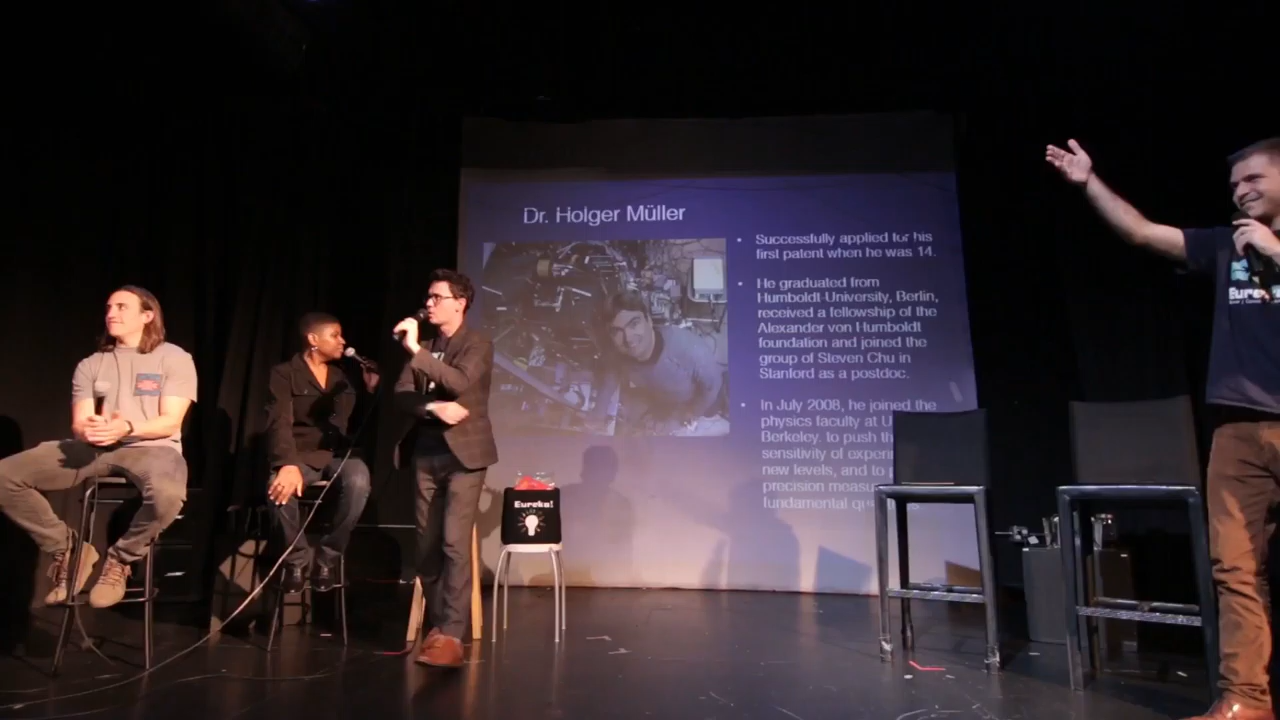 Dr. Holger Müller
Successfully applied for his
first patent when he was 14.
He graduated from
Humboldt-University, Berlin,
received a fellowship of the
Alexander von Humboldt
foundation and joined the
group of Steven Chu in
Stanford as a postdoc.
In July 2008, he joined the
physics faculty at U
Berkeley. to push th
sensitivity of experi
new levels, and to
precision measu
fundamental
Eureka!
Eureka